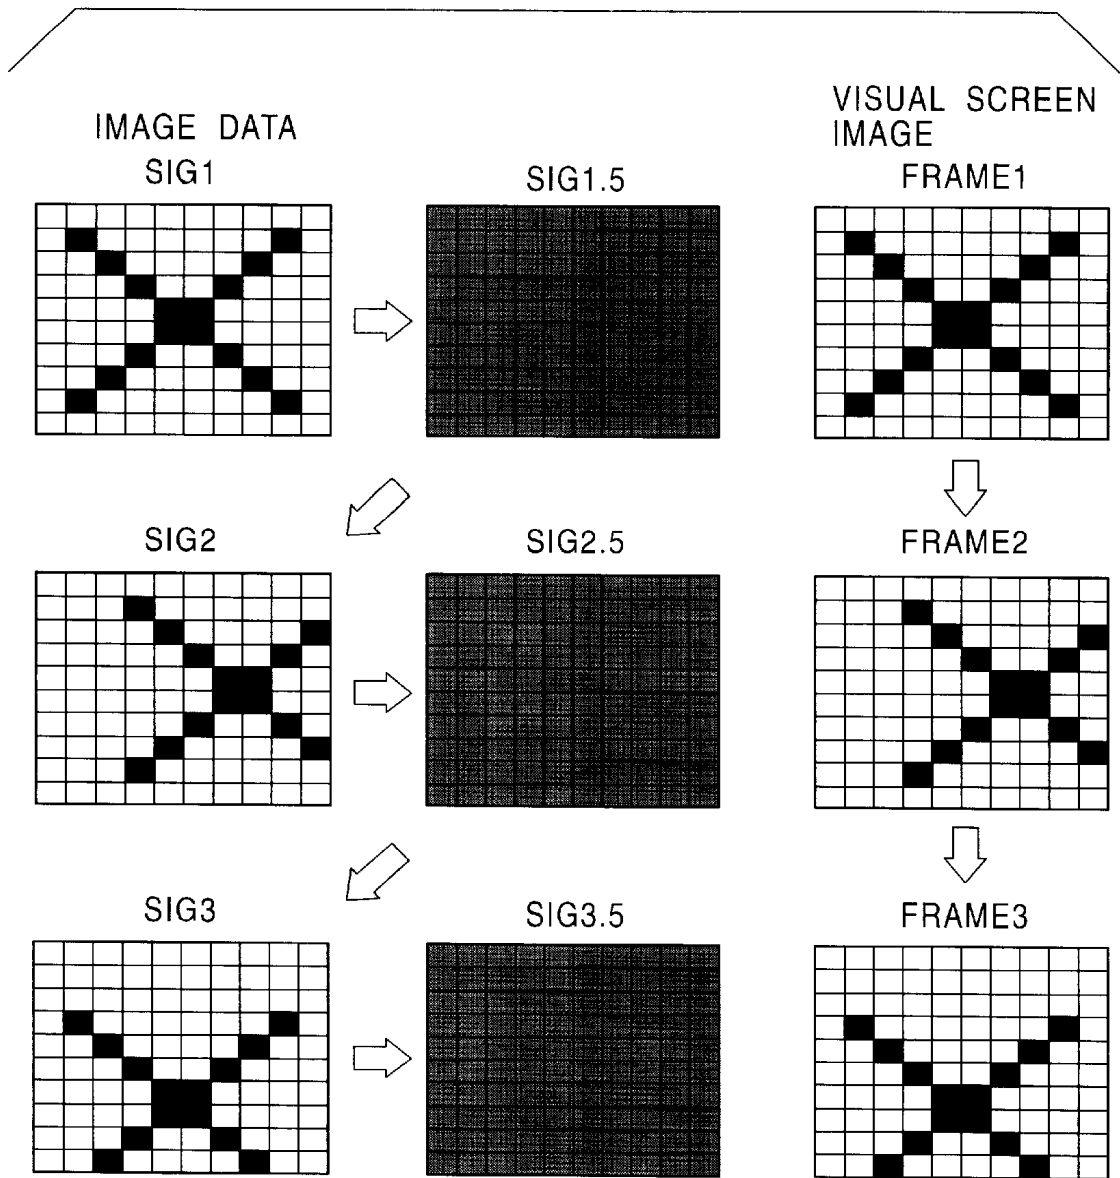 IMAGE DATA
VISUAL SCREEN
IMAGE
SIG1
SIG1.5
FRAME1
SIG2
SIG2.5
FRAME2
SIG3
SIG3.5
FRAME3